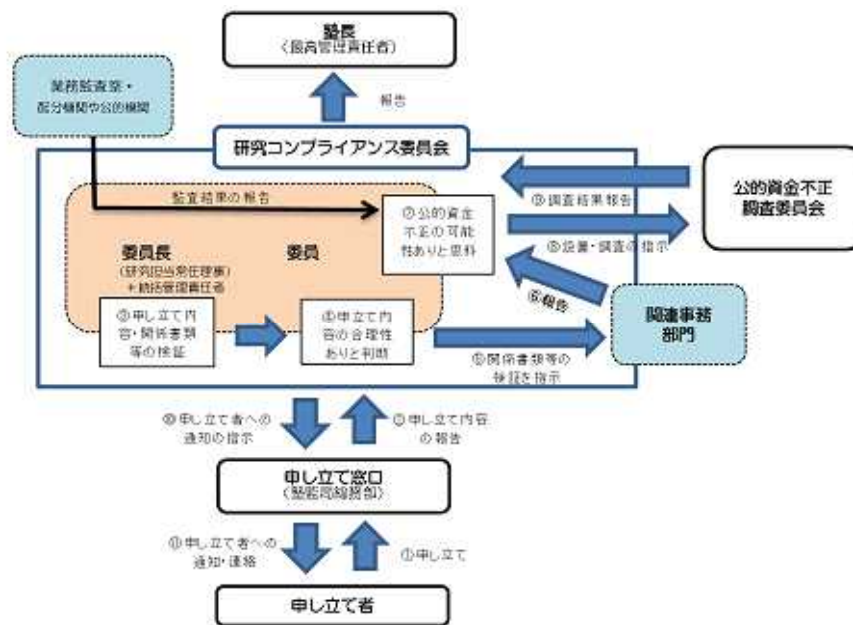 塾長
(最高管理責任者)
業務監査室・
配分機関や公的機関
報告
研究コンプライアンス委員会
公的資金不正
調査委員会
監査結果の報告
⑦公的資金
不正の可能
性ありと思料
⑨調査結果報告
⑧設置・調査の指示
委員長
(研究担当常任理事)
+統括管理責任者
委員
⑥報告
関連事務
部門
③申し立て内
容・関係書類
等の検証
④申立て内
容の合理性
ありと判断
⑤関係書類等の
検証を指示
⑩申し立て者への
通知の指示
②申し立て内容
の報告
申し立て窓口
(塾監局総務部)
⑪申し立て者への
通知・連絡
①申し立て
申し立て者